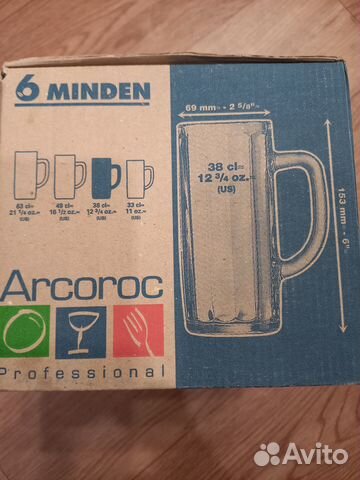 6 MINDEN
63 cl=
21 1/4 oz.=
(US)
49 cl=
16 1/2 oz.=
(US)
38 cl=
12 3/4 oz.=
(US)
33 cl=
11 oz.=
(US)
69 mm= - 2 5/8"=
38 cl=
12 3/4 oz.=
(US)
153 mm= - 6"=
Arcoroc
Professional
Avito